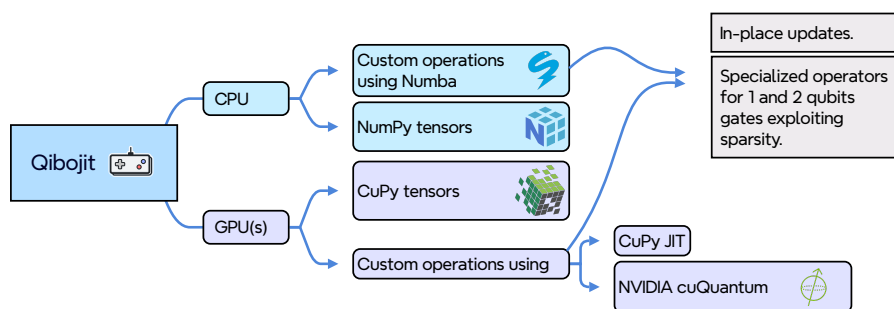 In-place updates.
Custom operations
using Numba
Specialized operators
for 1 and 2 qubits
gates exploiting
sparsity.
CPU
NumPy tensors
Qibojit
CuPy tensors
GPU(s)
CuPy JIT
Custom operations using
NVIDIA cuQuantum